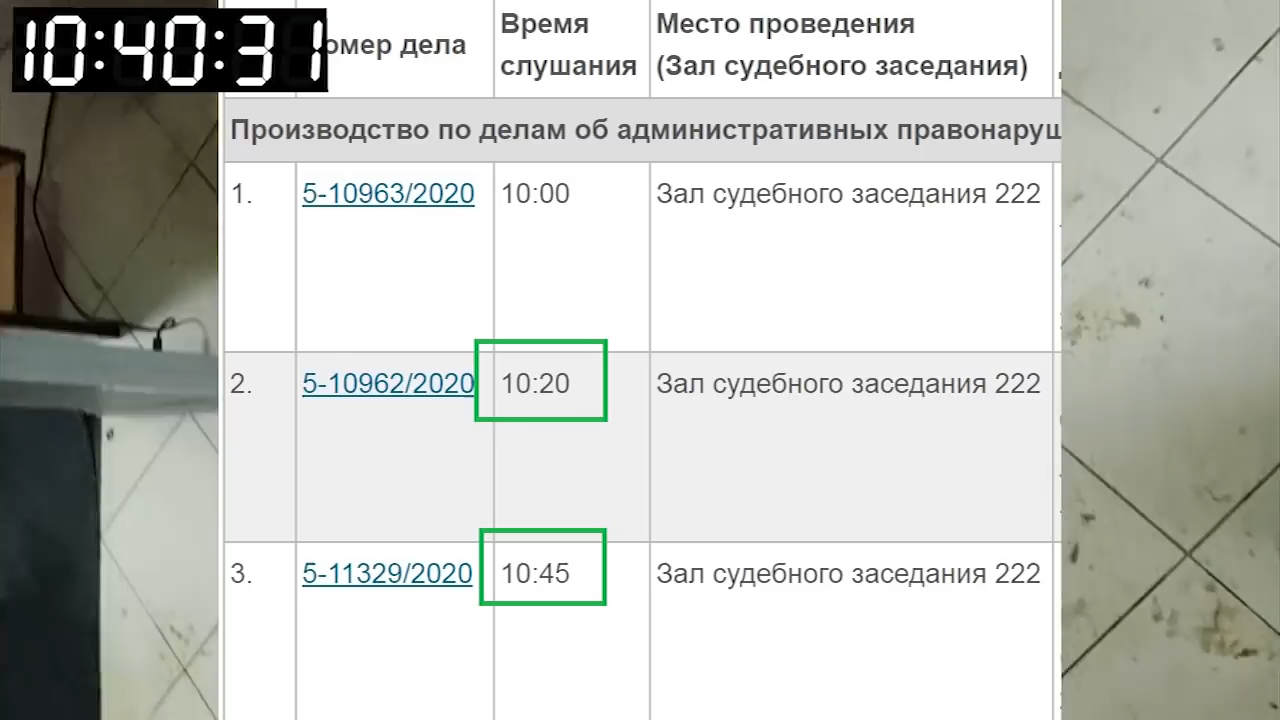 10:40:31
омер дела
Время
слушания
Место проведения
(Зал судебного заседания)
Производство по делам об административных правонаруш
1. 5-10963/2020 10:00 Зал судебного заседания 222
2. 5-10962/2020 10:20 Зал судебного заседания 222
3. 5-11329/2020 10:45 Зал судебного заседания 222